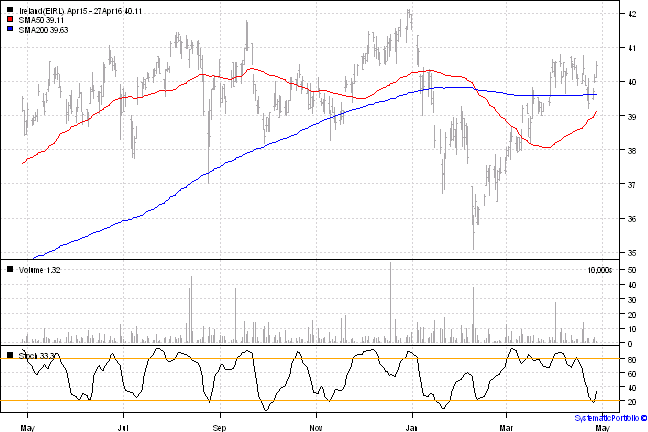 Ireland(EIRL) Apr15 - 27Apr16 40.11
SMA50 39.11
SMA200 39.63
42
41
40
39
38
37
36
35
Volume 1.32
10,000s
50
40
30
20
10
0
Stoch 33.3
80
60
40
20
May Jul Sep Nov Jan Mar May
SystematicPortfolio ©